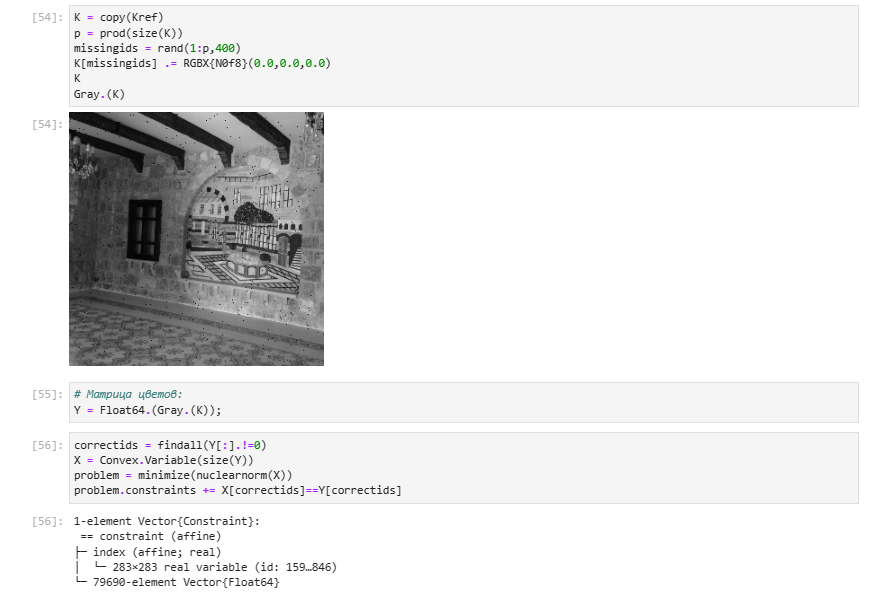 [54]: K = copy(Kref)
p = prod(size(K))
missingids = rand(1:p,400)
K[missingids] .= RGBX{N0f8}(0.0,0.0,0.0)
K
Gray.(K)
[54]:
[55]: # Матрица цветов:
Y = Float64.(Gray.(K));
[56]: correctids = findall(Y[:].!=0)
X = Convex.Variable(size(Y))
problem = minimize(nuclearnorm(X))
problem.constraints += X[correctids]==Y[correctids]
[56]: 1-element Vector{Constraint}:
== constraint (affine)
├─ index (affine; real)
│  └─ 283×283 real variable (id: 159…846)
└─ 79690-element Vector{Float64}